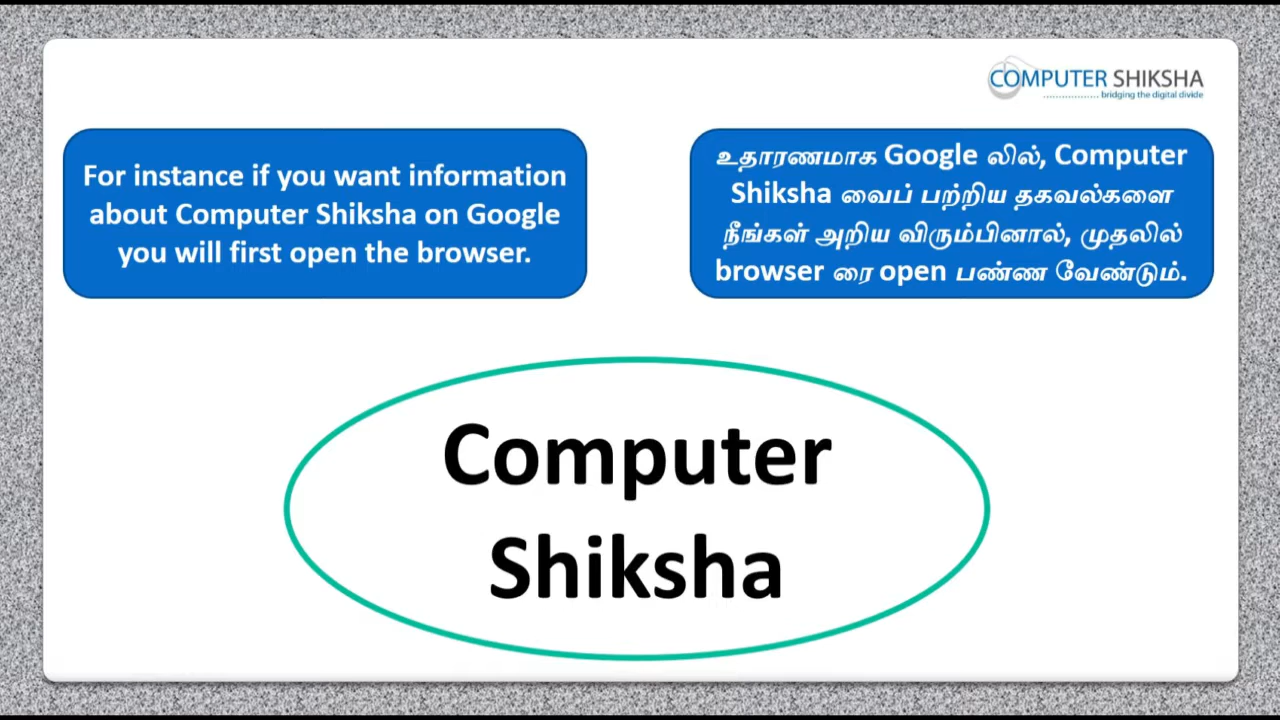 COMPUTER SHIKSHA
bridging the digital divide
For instance if you want information
about Computer Shiksha on Google
you will first open the browser.
உதாரணமாக Google லில், Computer
Shiksha வைப் பற்றிய தகவல்களை
நீங்கள் அறிய விரும்பினால், முதலில்
browser ரை open பண்ண வேண்டும்.
Computer
Shiksha